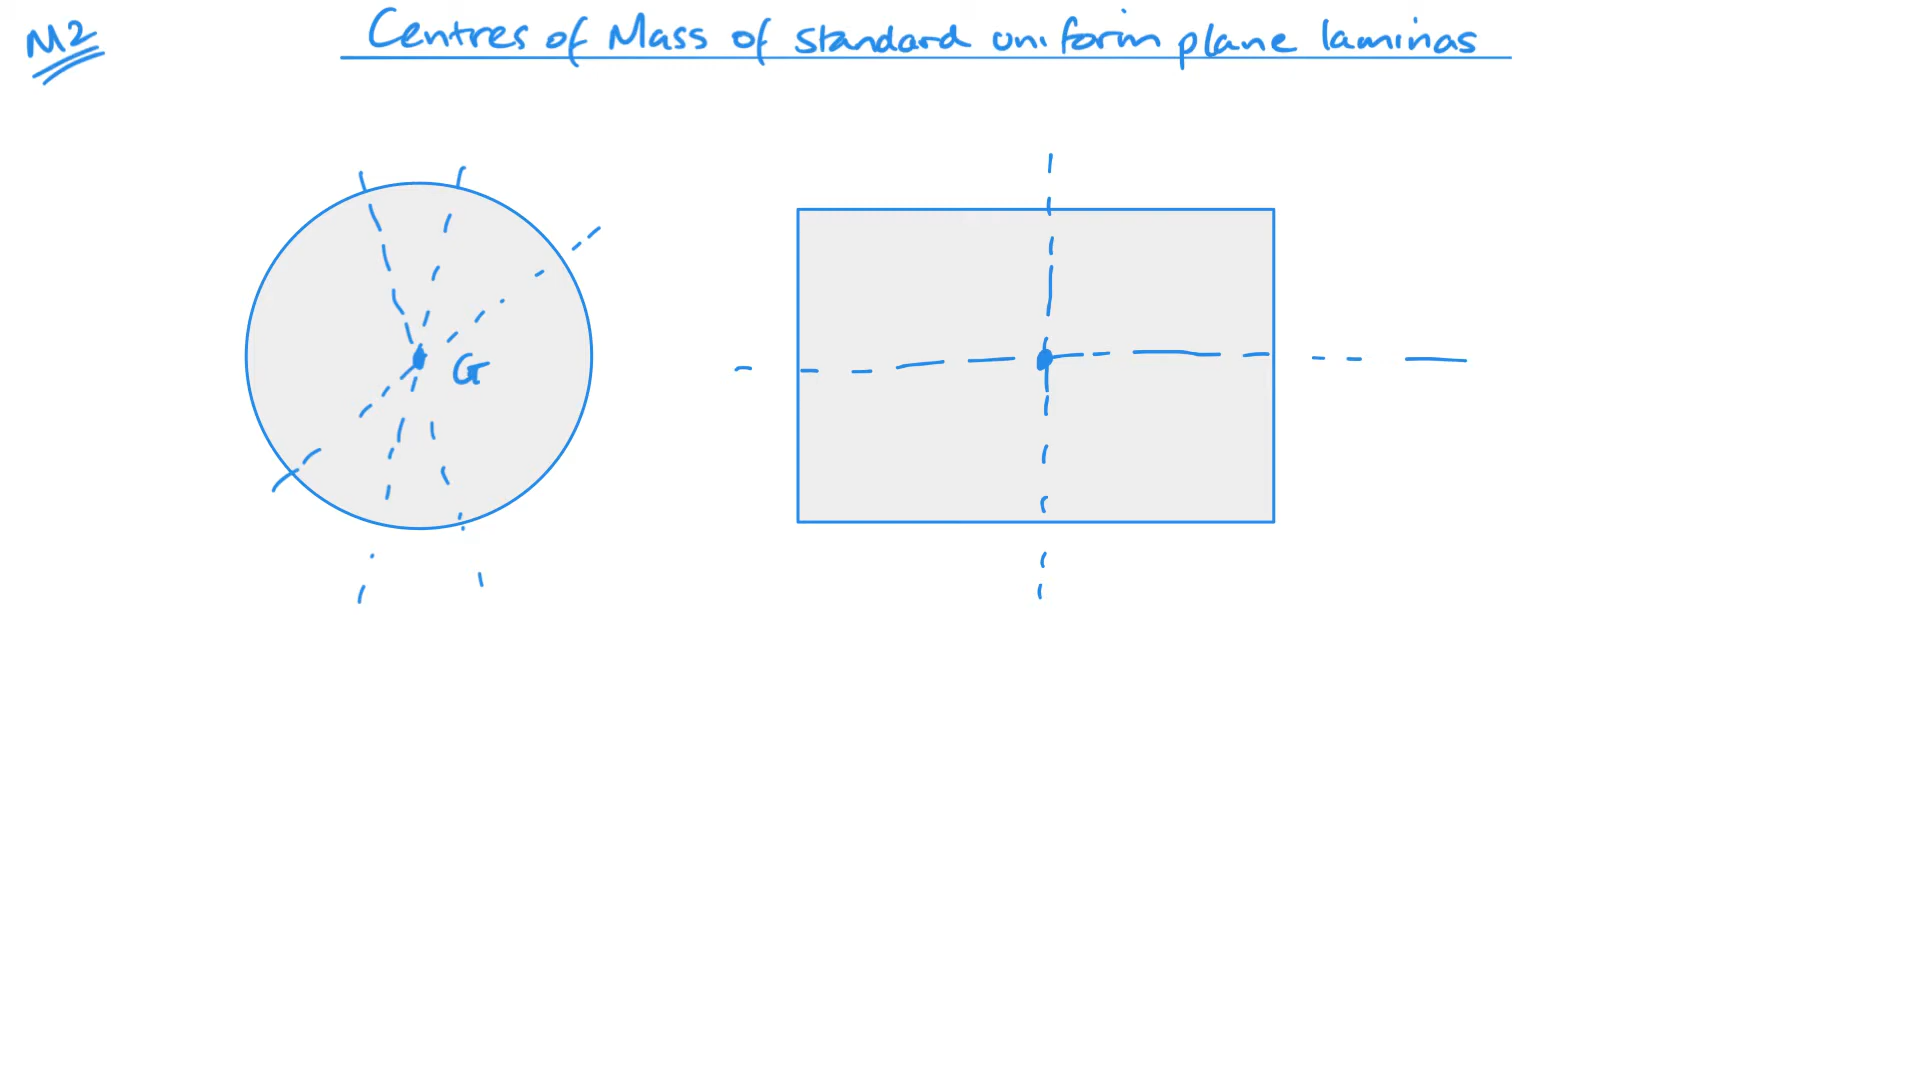 M2
Centres of Mass of standard uniform plane laminas
G